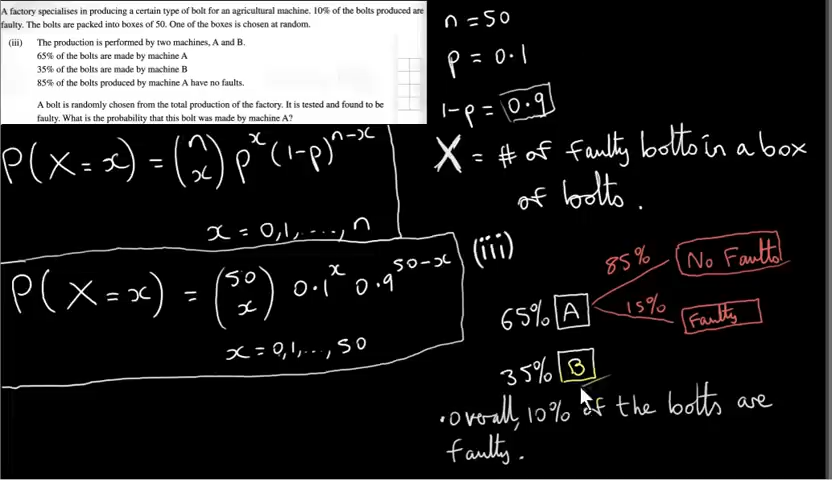 A factory specialises in producing a certain type of bolt for an agricultural machine. 10% of the bolts produced are
faulty. The bolts are packed into boxes of 50. One of the boxes is chosen at random.
(iii) The production is performed by two machines, A and B.
65% of the bolts are made by machine A
35% of the bolts are made by machine B
85% of the bolts produced by machine A have no faults.
A bolt is randomly chosen from the total production of the factory. It is tested and found to be
faulty. What is the probability that this bolt was made by machine A?
P(X = x) = (n x) p^x (1-p)^n-x
x = 0,1,....,n
P(X = x) = (50 x) 0.1^x 0.9^50-x
x = 0,1,...,50
n = 50
p = 0.1
1-p = 0.9
X = # of faulty bolts in a box
of bolts.
(iii)
85% No Faults
65% A 15% Faulty
35% B
• Overall, 10% of the bolts are
faulty.